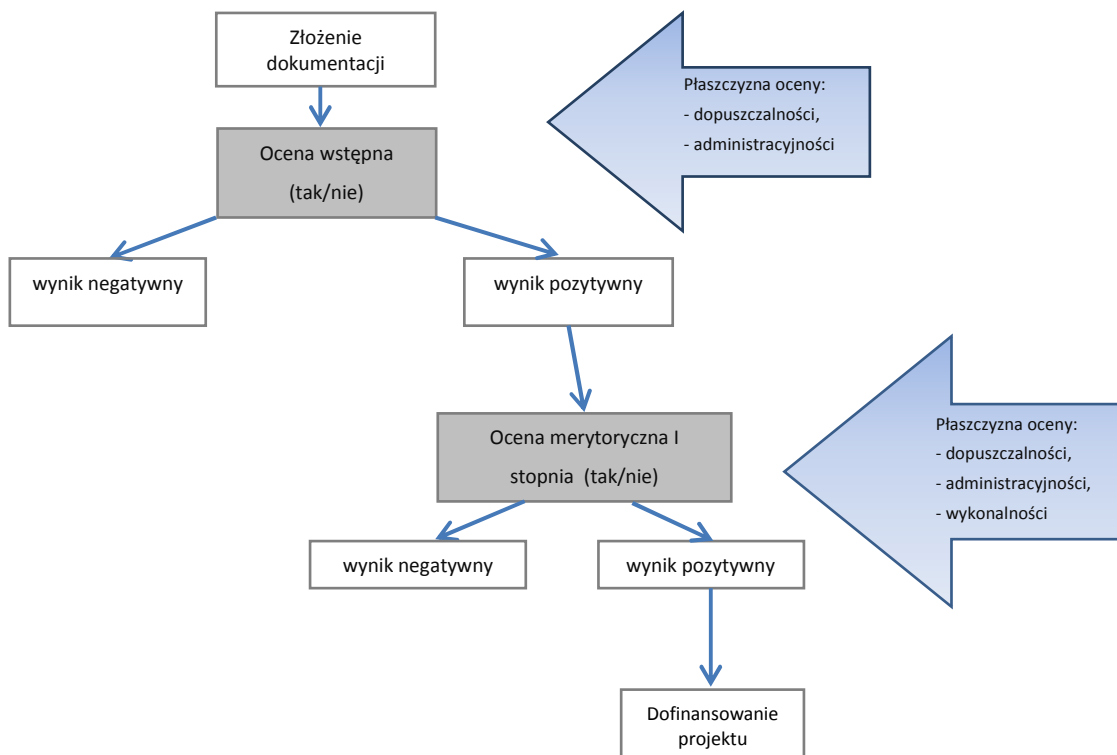 Złożenie
dokumentacji
Płaszczyzna oceny:
- dopuszczalności,
- administracyjności
Ocena wstępna
(tak/nie)
wynik negatywny
wynik pozytywny
Ocena merytoryczna I
stopnia (tak/nie)
Płaszczyzna oceny:
- dopuszczalności,
- administracyjności,
- wykonalności
wynik negatywny
wynik pozytywny
Dofinansowanie
projektu